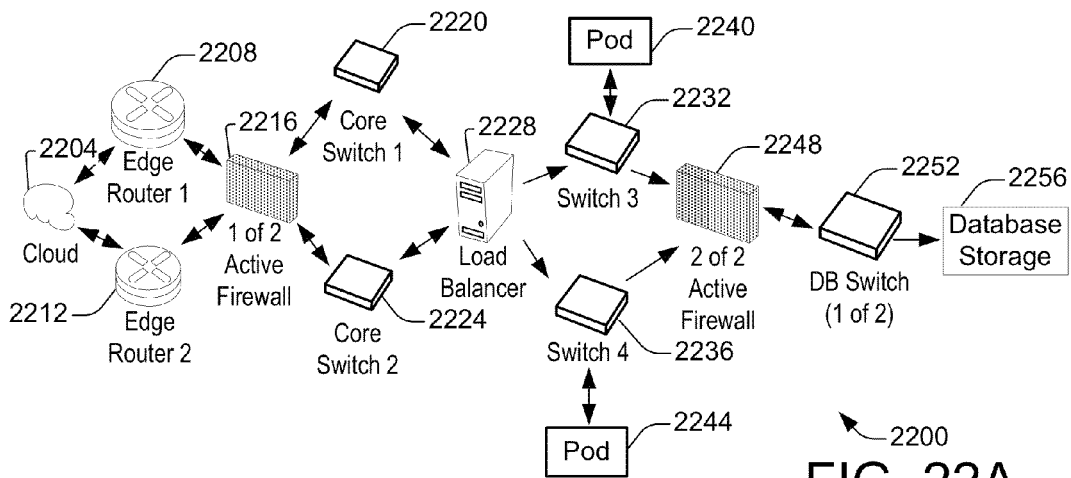 2208
2220
Pod
2240
2232
2204
2216
2228
2248
2252
2256
Edge
Router 1
Core
Switch 1
Switch 3
Database
Storage
Cloud
1 of 2
Active
Firewall
Load
Balancer
2 of 2
Active
Firewall
DB Switch
(1 of 2)
2212
Edge
Router 2
2224
Core
Switch 2
Switch 4
2236
Pod
2244
2200